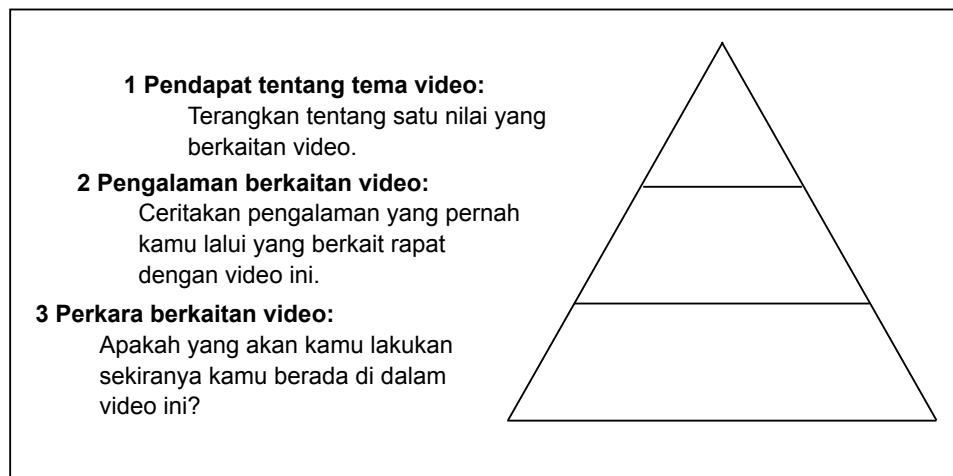 1 Pendapat tentang tema video:
Terangkan tentang satu nilai yang
berkaitan video.
2 Pengalaman berkaitan video:
Ceritakan pengalaman yang pernah
kamu lalui yang berkait rapat
dengan video ini.
3 Perkara berkaitan video:
Apakah yang akan kamu lakukan
sekiranya kamu berada di dalam
video ini?